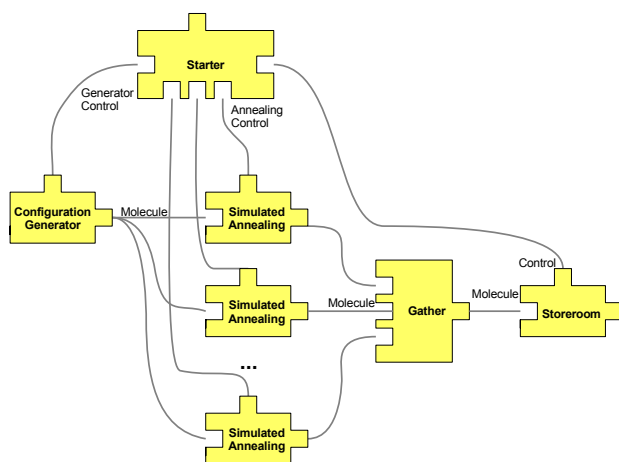 Starter
Generator
Control
Annealing
Control
Configuration
Generator
Molecule
Simulated
Annealing
Control
Simulated
Annealing
Molecule
Gather
Molecule
Storeroom
...
Simulated
Annealing